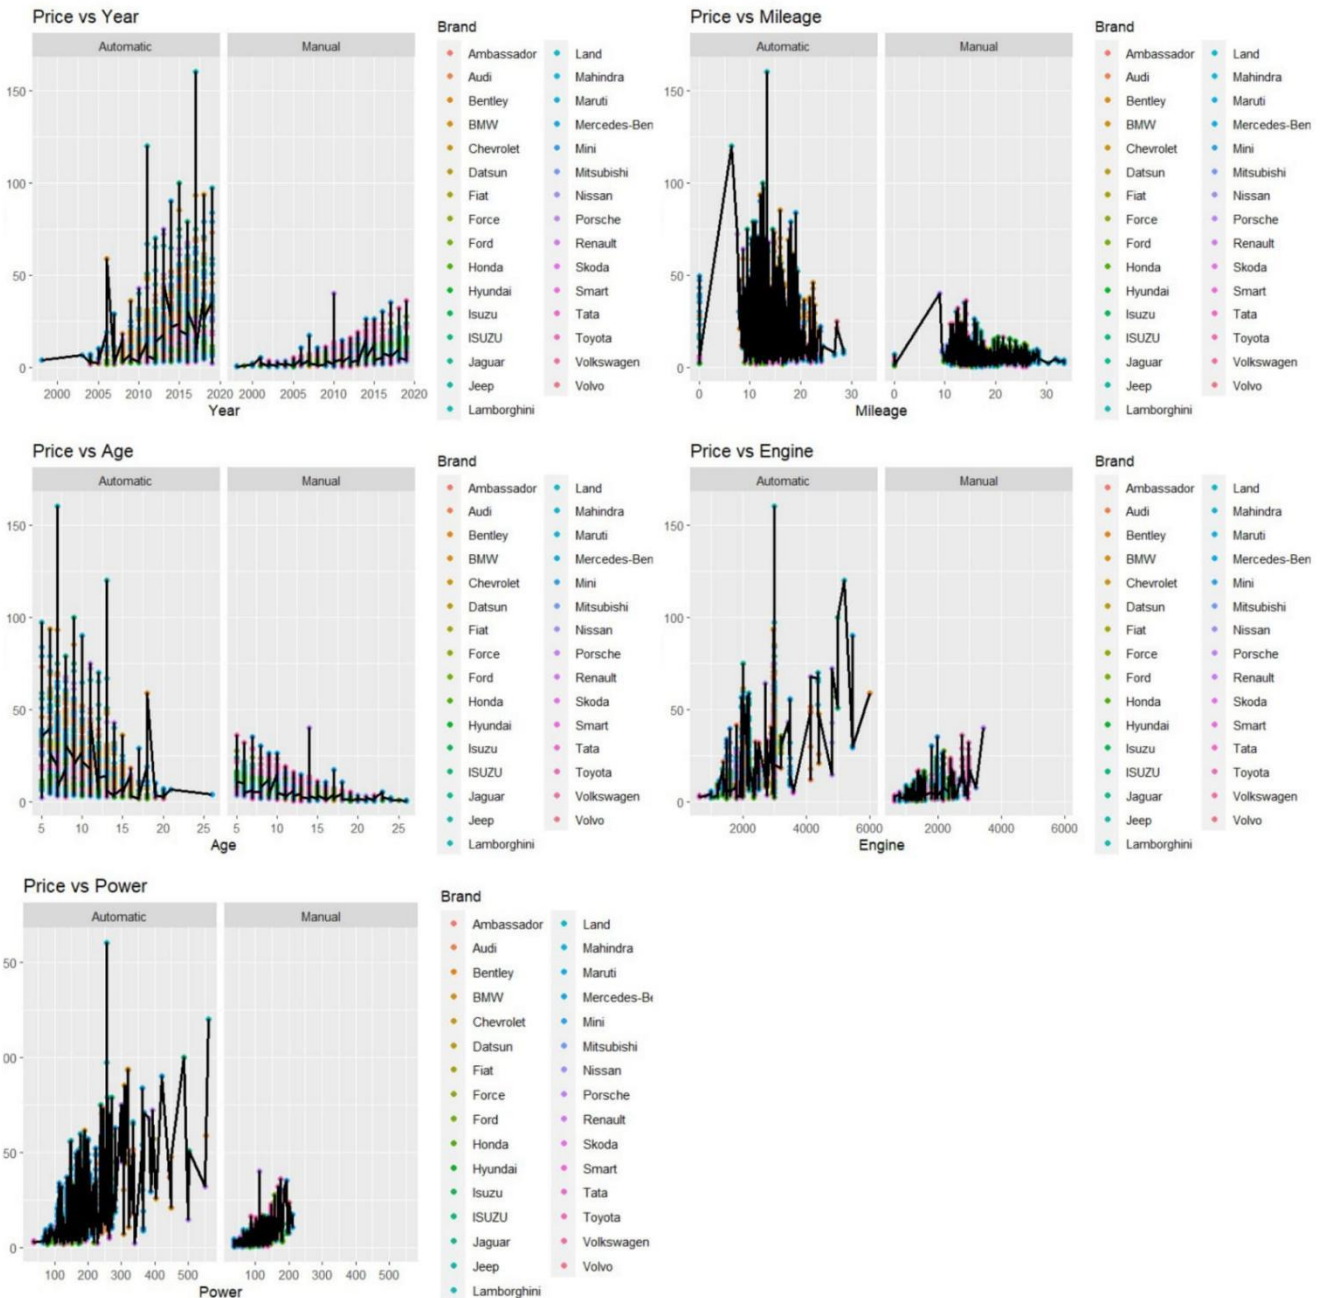 Price vs Year
Automatic Manual
150
100
50
0
2000 2005 2010 2015 2020 2000 2005 2010 2015 2020
Year
Brand
Ambassador Land
Audi Mahindra
Bentley Maruti
BMW Mercedes-Ben
Chevrolet Mini
Datsun Mitsubishi
Fiat Nissan
Force Porsche
Ford Renault
Honda Skoda
Hyundai Smart
Isuzu Tata
ISUZU Toyota
Jaguar Volkswagen
Jeep Volvo
Lamborghini
Price vs Mileage
Automatic Manual
150
100
50
0
0 10 20 30 0 10 20 30
Mileage
Brand
Ambassador Land
Audi Mahindra
Bentley Maruti
BMW Mercedes-Ben
Chevrolet Mini
Datsun Mitsubishi
Fiat Nissan
Force Porsche
Ford Renault
Honda Skoda
Hyundai Smart
Isuzu Tata
ISUZU Toyota
Jaguar Volkswagen
Jeep Volvo
Lamborghini
Price vs Age
Automatic Manual
150
100
50
0
5 10 15 20 25 5 10 15 20 25
Age
Brand
Ambassador Land
Audi Mahindra
Bentley Maruti
BMW Mercedes-Ben
Chevrolet Mini
Datsun Mitsubishi
Fiat Nissan
Force Porsche
Ford Renault
Honda Skoda
Hyundai Smart
Isuzu Tata
ISUZU Toyota
Jaguar Volkswagen
Jeep Volvo
Lamborghini
Price vs Engine
Automatic Manual
150
100
50
0
2000 4000 6000 2000 4000 6000
Engine
Brand
Ambassador Land
Audi Mahindra
Bentley Maruti
BMW Mercedes-Ben
Chevrolet Mini
Datsun Mitsubishi
Fiat Nissan
Force Porsche
Ford Renault
Honda Skoda
Hyundai Smart
Isuzu Tata
ISUZU Toyota
Jaguar Volkswagen
Jeep Volvo
Lamborghini
Price vs Power
Automatic Manual
50
00
50
0
100 200 300 400 500 100 200 300 400 500
Power
Brand
Ambassador Land
Audi Mahindra
Bentley Maruti
BMW Mercedes-Be
Chevrolet Mini
Datsun Mitsubishi
Fiat Nissan
Force Porsche
Ford Renault
Honda Skoda
Hyundai Smart
Isuzu Tata
ISUZU Toyota
Jaguar Volkswagen
Jeep Volvo
Lamborghini